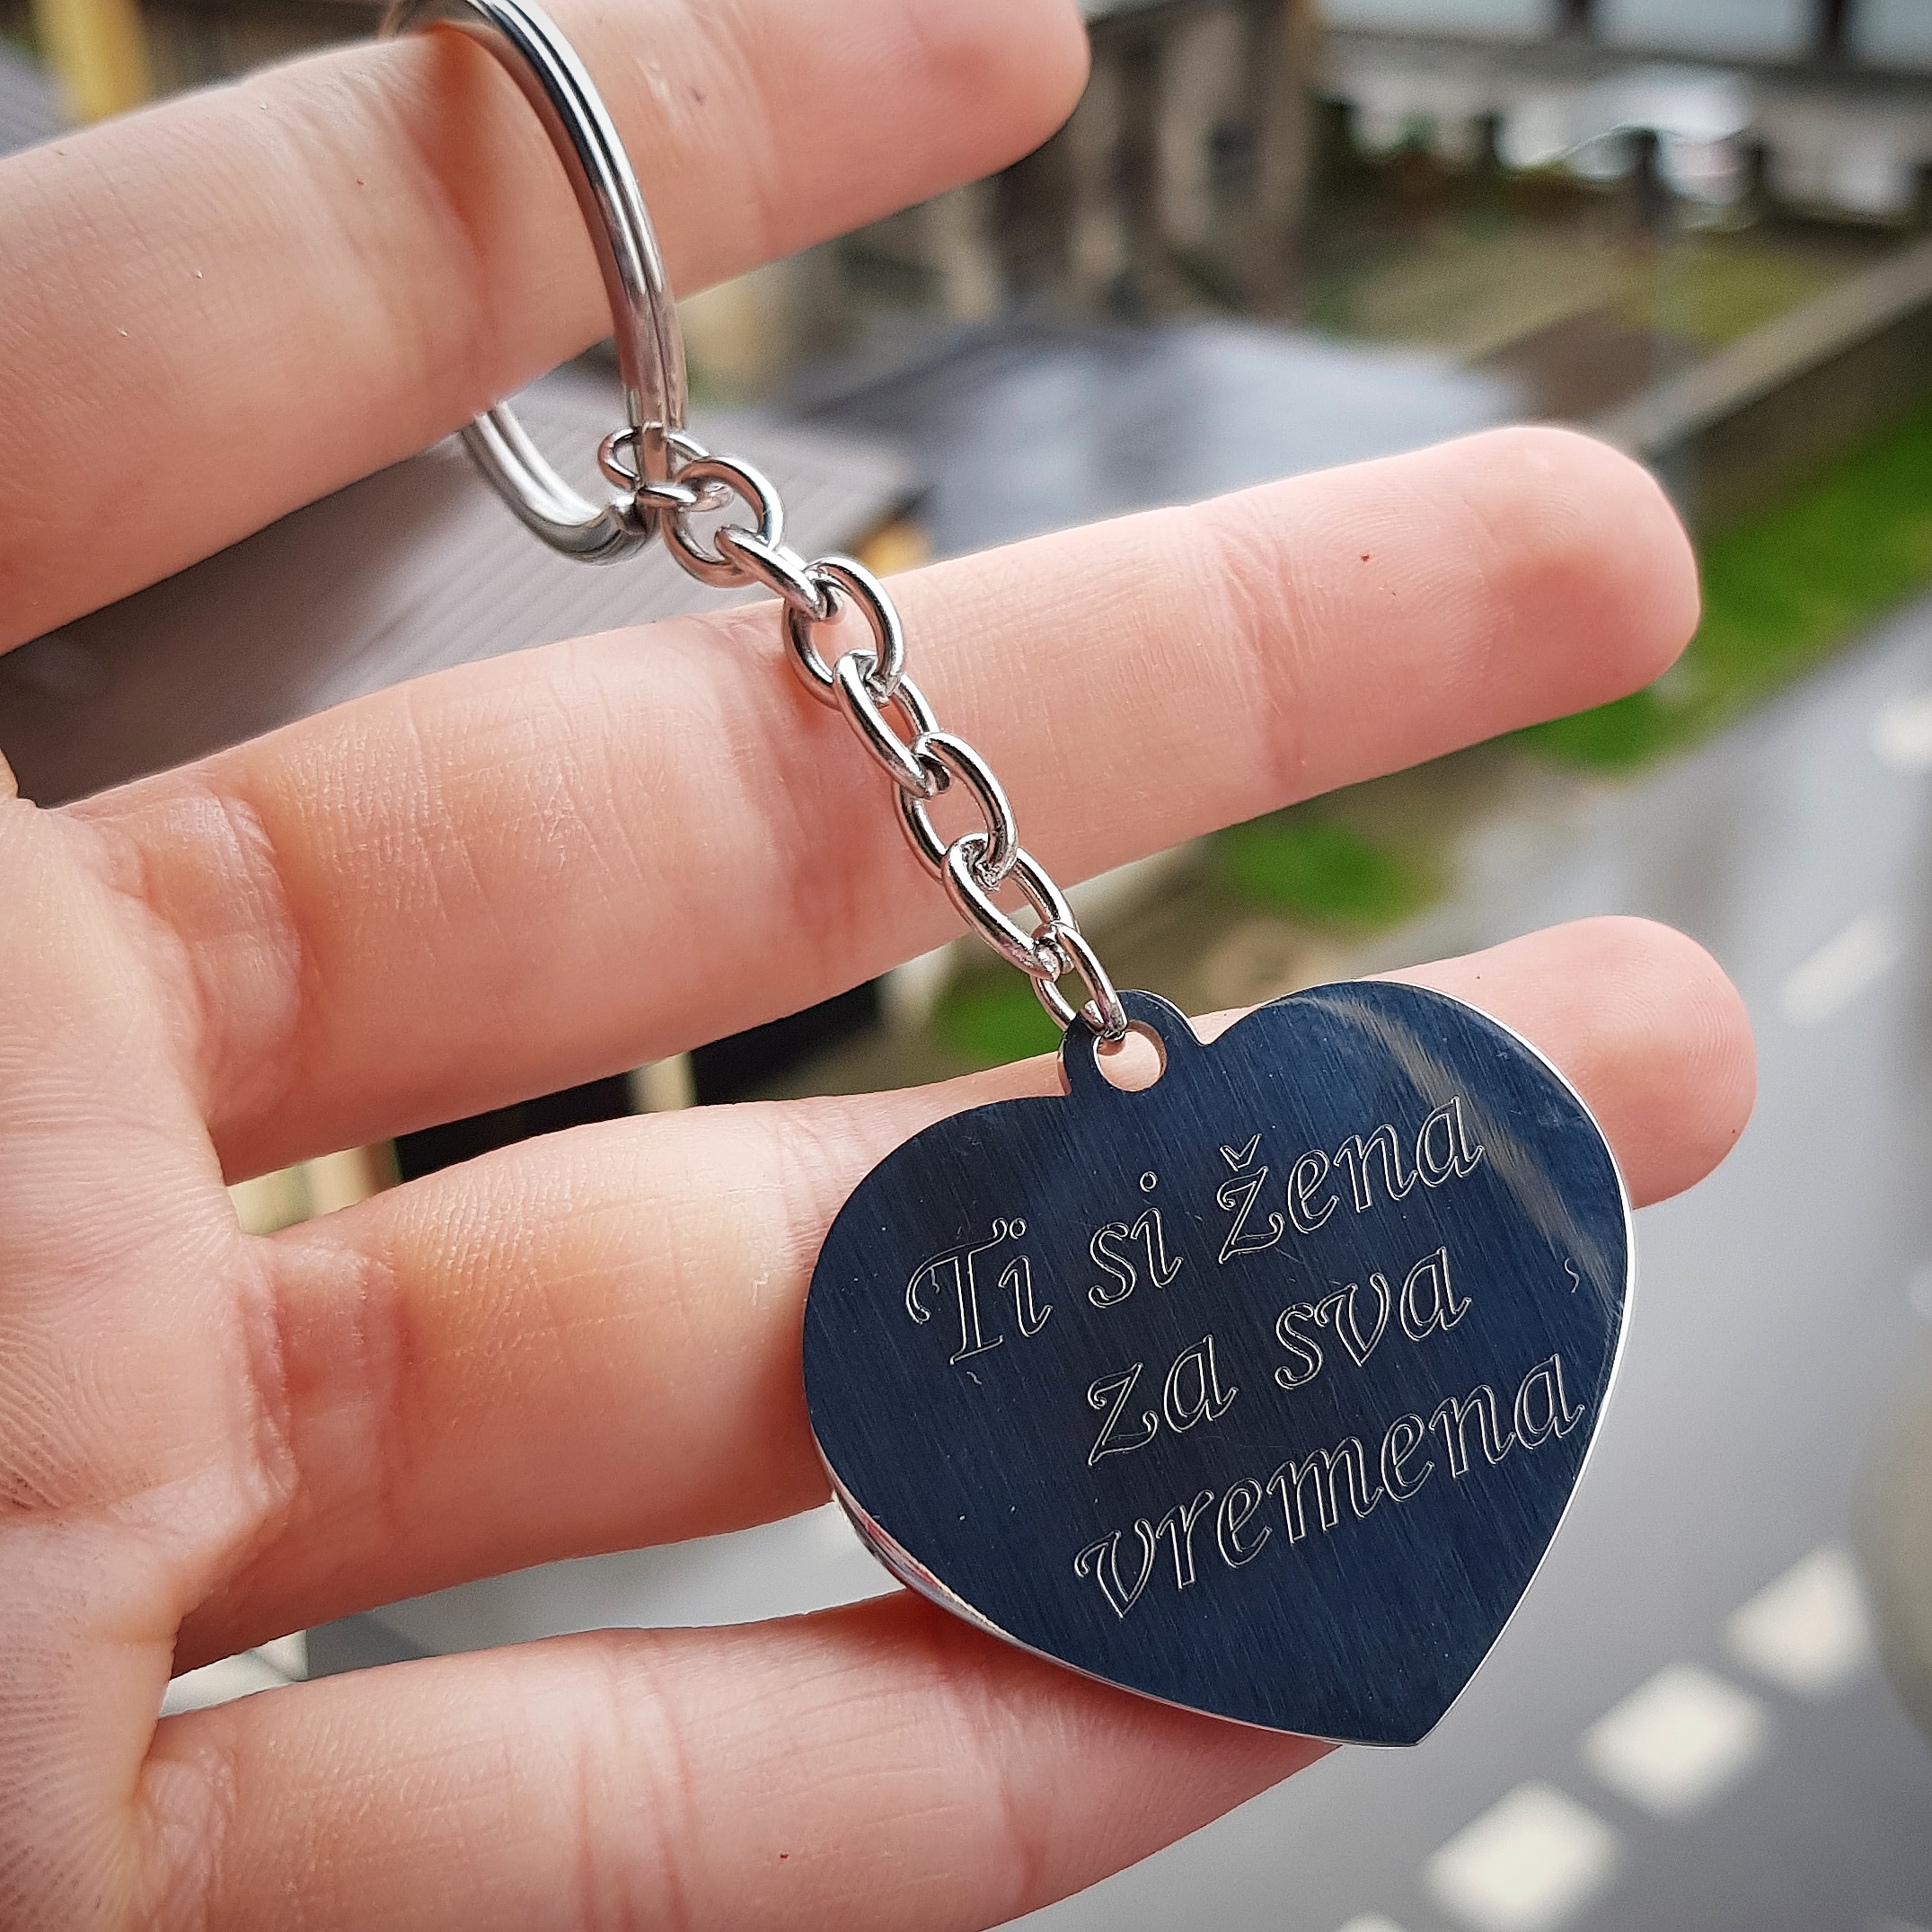 Ti si žena
za sva
vremena